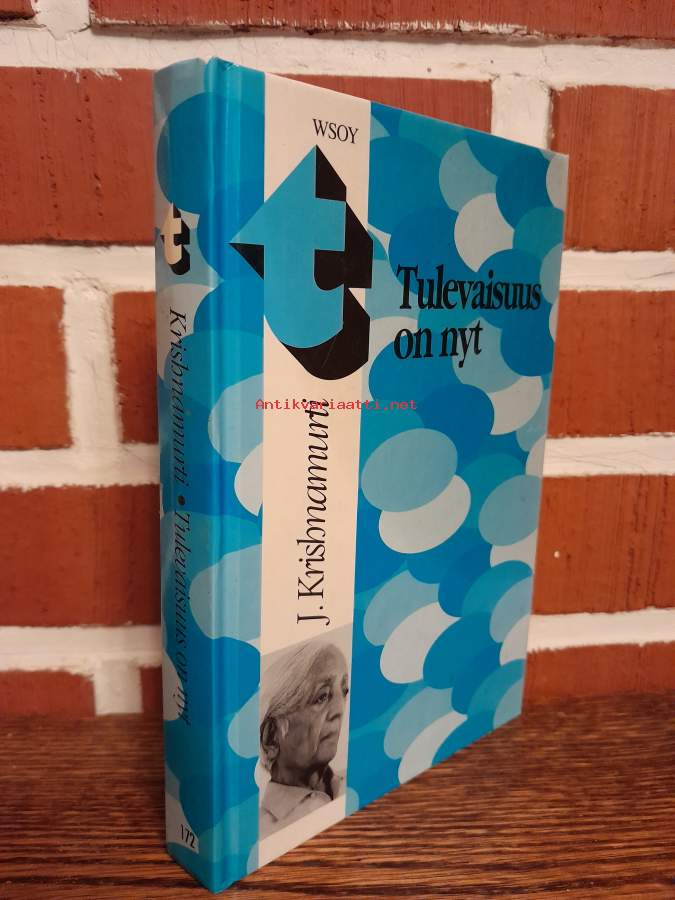 WSOY
t
Tulevaisuus
on nyt
J. Krishnamurti
Antikvariaatti.net
t
Krishnamurti • Tulevaisuus on nyt
172